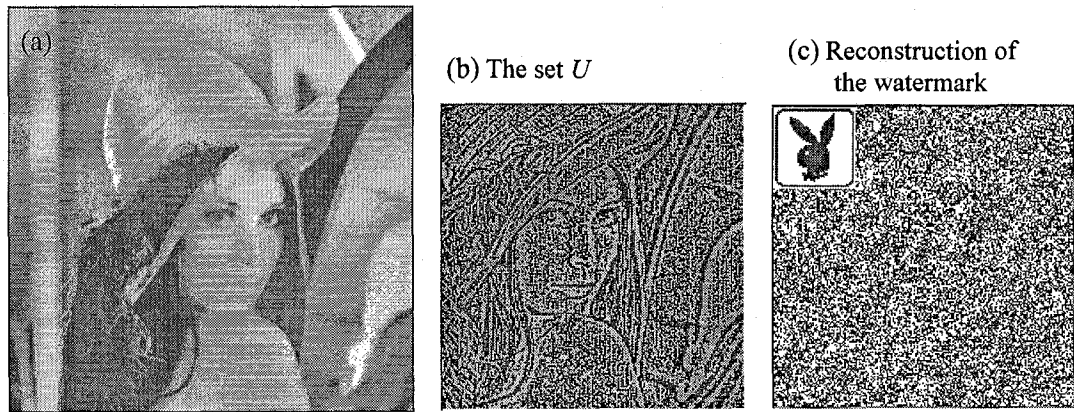 (a)
(b) The set U
(c) Reconstruction of
the watermark